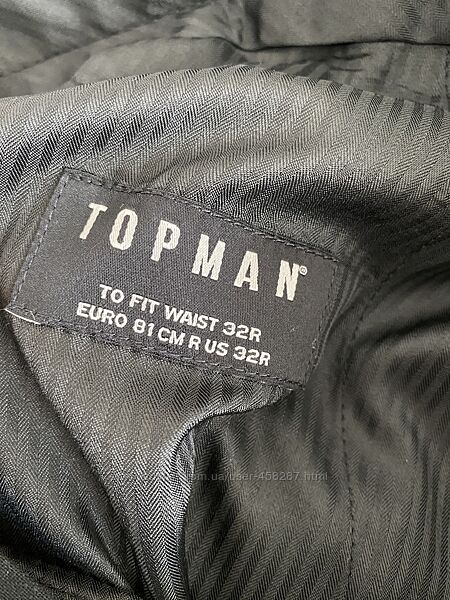 TOPMAN®
TO FIT WAIST 32R
EURO 81 CM R US 32R